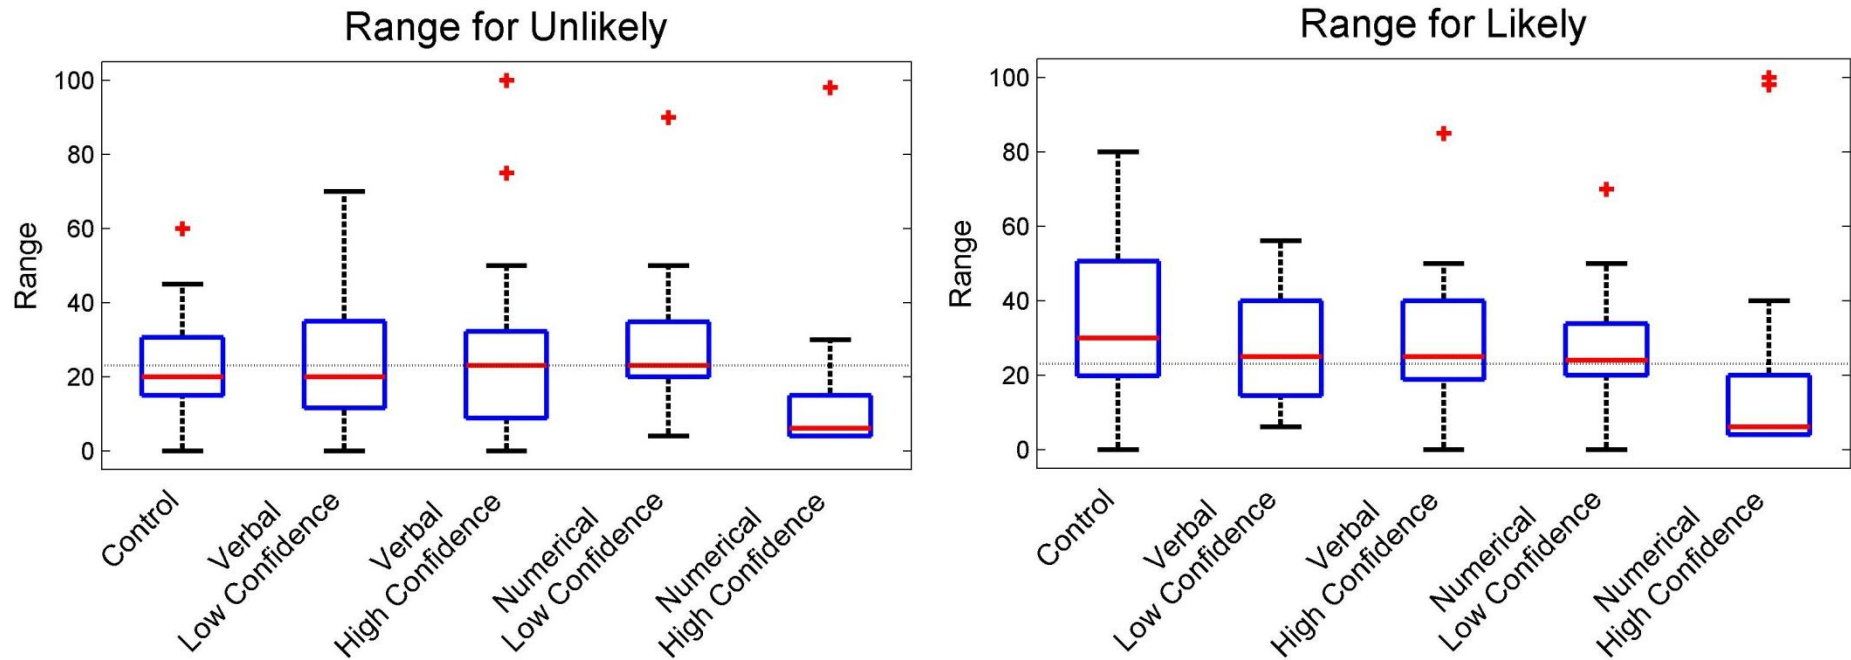 Range for Unlikely
Range
100
80
60
40
20
0
Control
Verbal
Low Confidence
Verbal
High Confidence
Numerical
Low Confidence
Numerical
High Confidence
Range for Likely
Range
100
80
60
40
20
0
Control
Verbal
Low Confidence
Verbal
High Confidence
Numerical
Low Confidence
Numerical
High Confidence